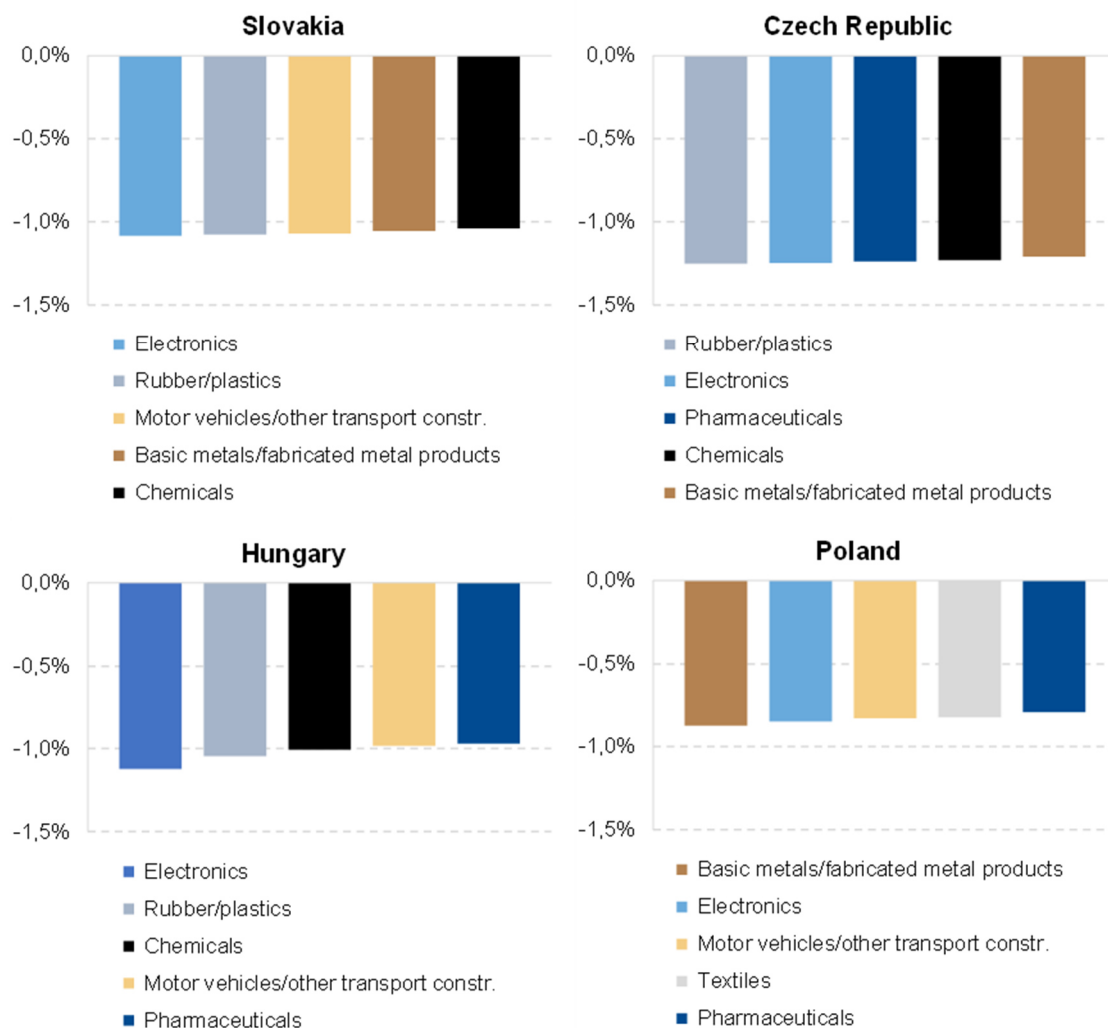 Slovakia
0,0%
-0,5%
-1,0%
-1,5%
Electronics
Rubber/plastics
Motor vehicles/other transport constr.
Basic metals/fabricated metal products
Chemicals
Czech Republic
0,0%
-0,5%
-1,0%
-1,5%
Rubber/plastics
Electronics
Pharmaceuticals
Chemicals
Basic metals/fabricated metal products
Hungary
0,0%
-0,5%
-1,0%
-1,5%
Electronics
Rubber/plastics
Chemicals
Motor vehicles/other transport constr.
Pharmaceuticals
Poland
0,0%
-0,5%
-1,0%
-1,5%
Basic metals/fabricated metal products
Electronics
Motor vehicles/other transport constr.
Textiles
Pharmaceuticals